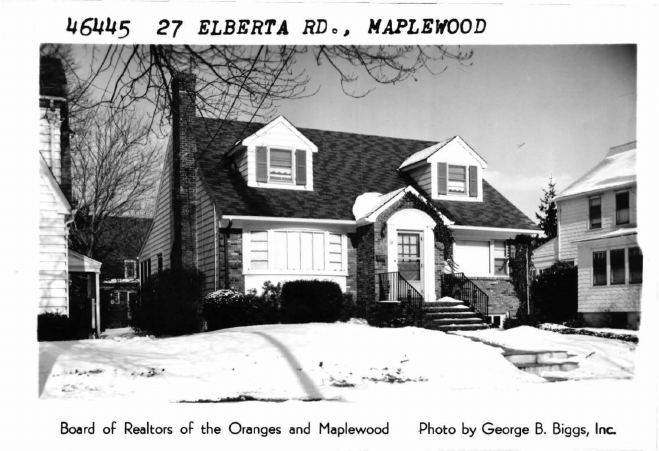 46445 27 ELBERTA RD., MAPLEWOOD
Board of Realtors of the Oranges and Maplewood Photo by George B. Biggs, Inc.